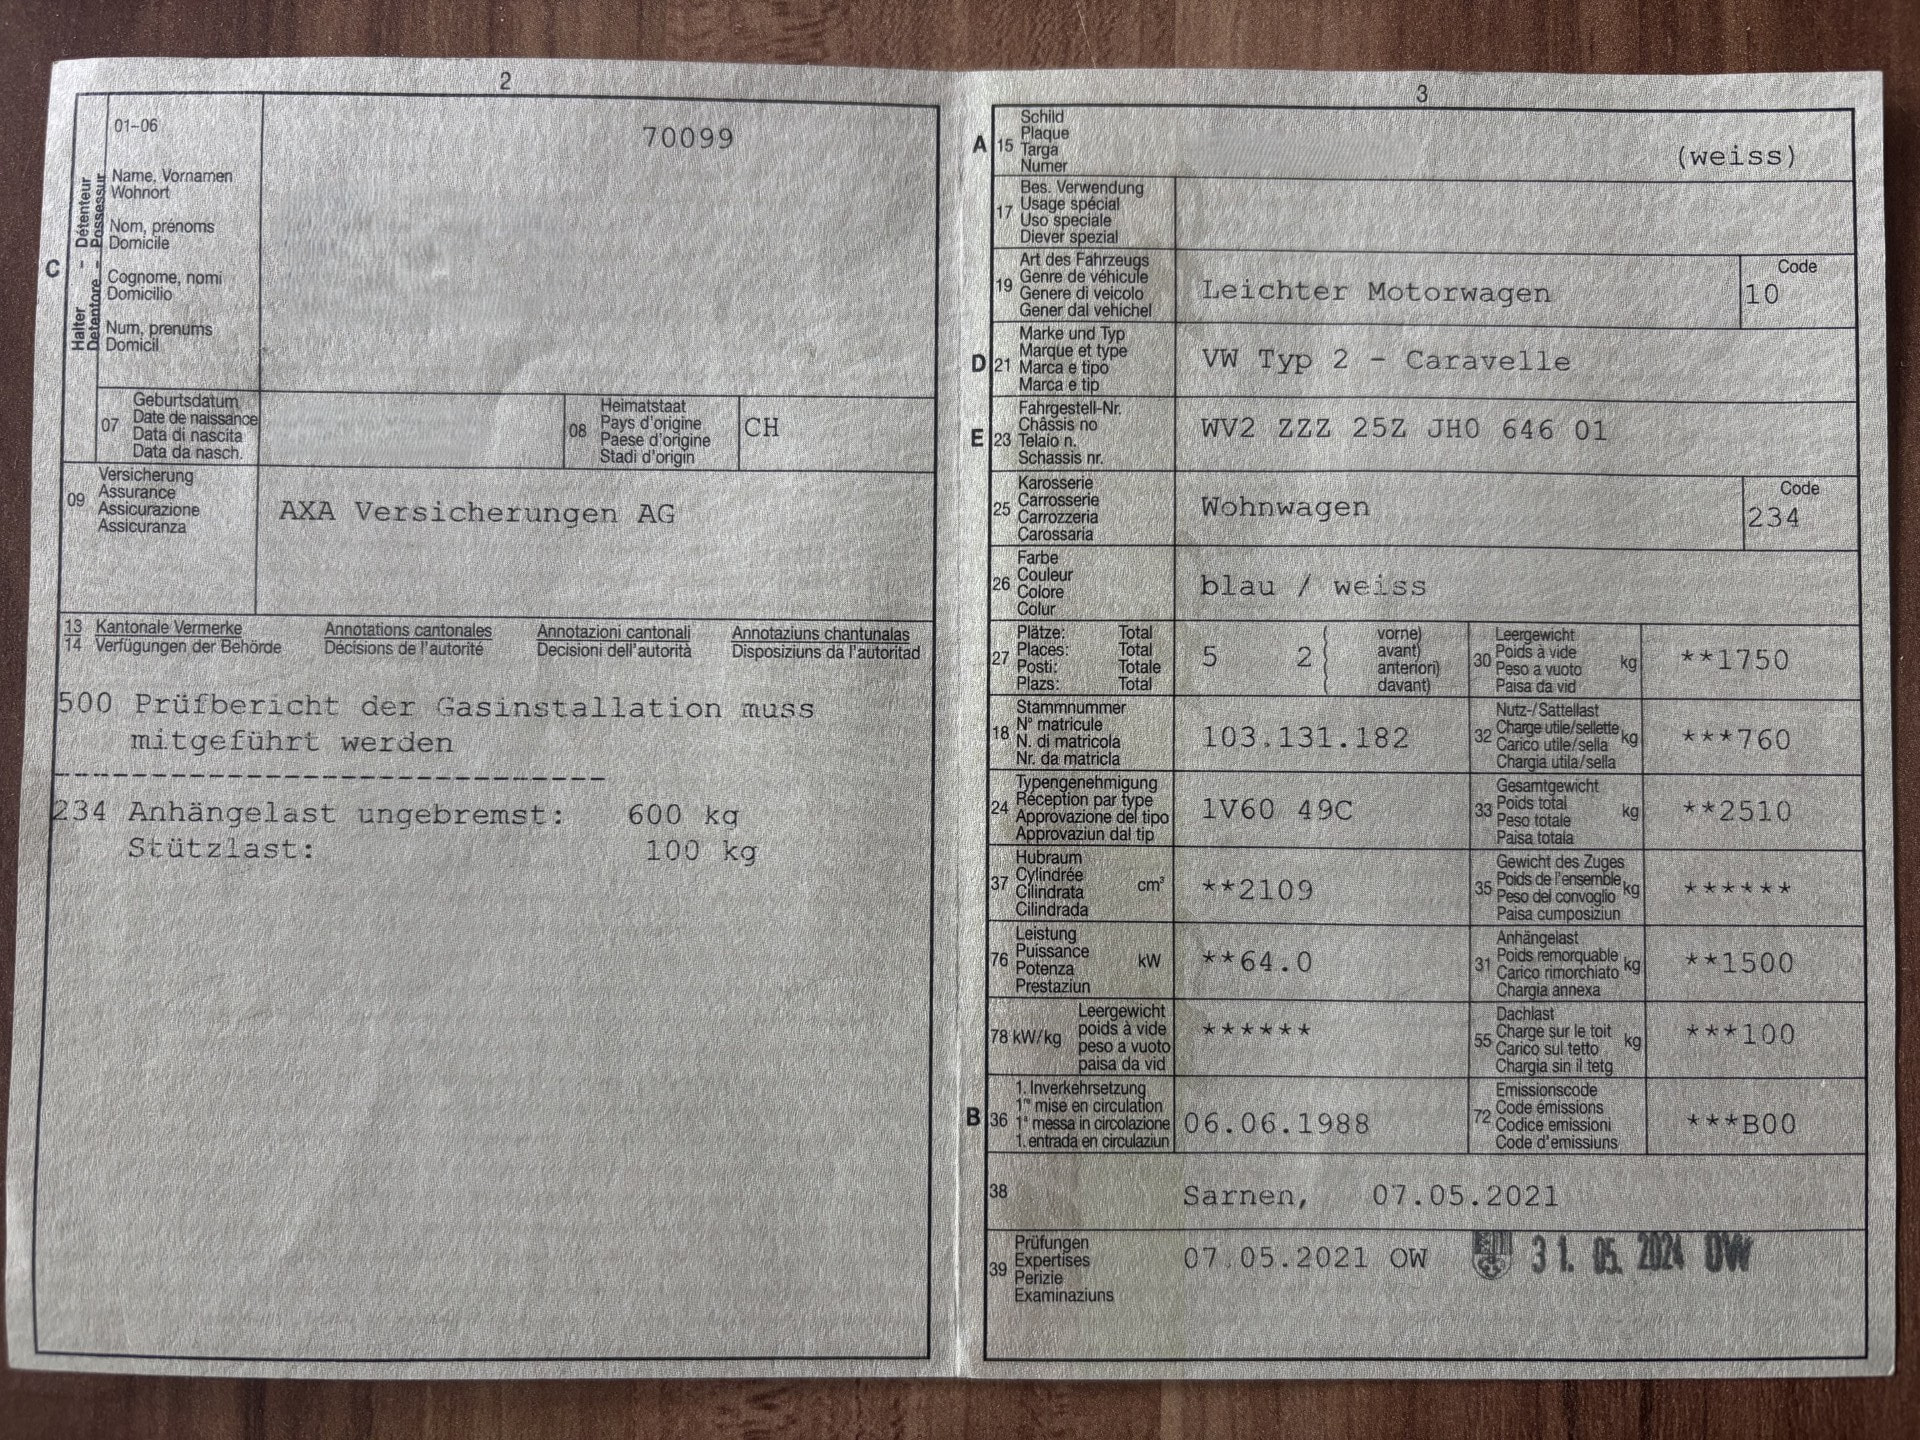 2
C
Halter - Détenteur
Detentore - Possessur
01–06
70099
Name, Vornamen
Wohnort
Nom, prénoms
Domicile
Cognome, nomi
Domicilio
Num, prenums
Domicil
07
Geburtsdatum
Date de naissance
Data di nascita
Data da nasch.
08
Heimatstaat
Pays d'origine
Paese d'origine
Stadi d'origin
CH
09
Versicherung
Assurance
Assicurazione
Assicuranza
AXA Versicherungen AG
13 Kantonale Vermerke Annotations cantonales Annotazioni cantonali Annotaziuns chantunalas
14 Verfügungen der Behörde Décisions de l'autorité Decisioni dell'autorità Disposiziuns da l'autoritad
500 Prüfbericht der Gasinstallation muss
mitgeführt werden
------------------------------
234 Anhängelast ungebremst: 600 kg
Stützlast: 100 kg
3
A 15
Schild
Plaque
Targa
Numer
(weiss)
17
Bes. Verwendung
Usage spécial
Uso speciale
Diever spezial
19
Art des Fahrzeugs
Genre de véhicule
Genere di veicolo
Gener dal vehichel
Leichter Motorwagen
Code
10
D 21
Marke und Typ
Marque et type
Marca e tipo
Marca e tip
VW Typ 2 - Caravelle
E 23
Fahrgestell-Nr.
Châssis no
Telaio n.
Schassis nr.
WV2 ZZZ 25Z JH0 646 01
25
Karosserie
Carrosserie
Carrozzeria
Carossaria
Wohnwagen
Code
234
26
Farbe
Couleur
Colore
Colur
blau / weiss
27
Plätze: Total
Places: Total
Posti: Totale
Plazs: Total
5 2
( vorne)
( avant)
( anteriori)
( davant)
30
Leergewicht
Poids à vide
Peso a vuoto
Paisa da vid
kg
**1750
18
Stammnummer
N° matricule
N. di matricola
Nr. da matricla
103.131.182
32
Nutz-/Sattellast
Charge utile/sellette
Carico utile/sella
Chargia utila/sella
kg
***760
24
Typengenehmigung
Réception par type
Approvazione del tipo
Approvaziun dal tip
1V60 49C
33
Gesamtgewicht
Poids total
Peso totale
Paisa totala
kg
**2510
37
Hubraum
Cylindrée
Cilindrata
Cilindrada
cm³
**2109
35
Gewicht des Zuges
Poids de l'ensemble
Peso del convoglio
Paisa cumposiziun
kg
******
76
Leistung
Puissance
Potenza
Prestaziun
kW
**64.0
31
Anhängelast
Poids remorquable
Carico rimorchiato
Chargia annexa
kg
**1500
78 kW/kg
Leergewicht
poids à vide
peso a vuoto
paisa da vid
******
55
Dachlast
Charge sur le toit
Carico sul tetto
Chargia sin il tetg
kg
***100
B 36
1. Inverkehrsetzung
1re mise en circulation
1a messa in circolazione
1. entrada en circulaziun
06.06.1988
72
Emissionscode
Code émissions
Codice emissioni
Code d'emissiuns
***B00
38
Sarnen, 07.05.2021
39
Prüfungen
Expertises
Perizie
Examinaziuns
07.05.2021 OW
31. 05. 2024 OW